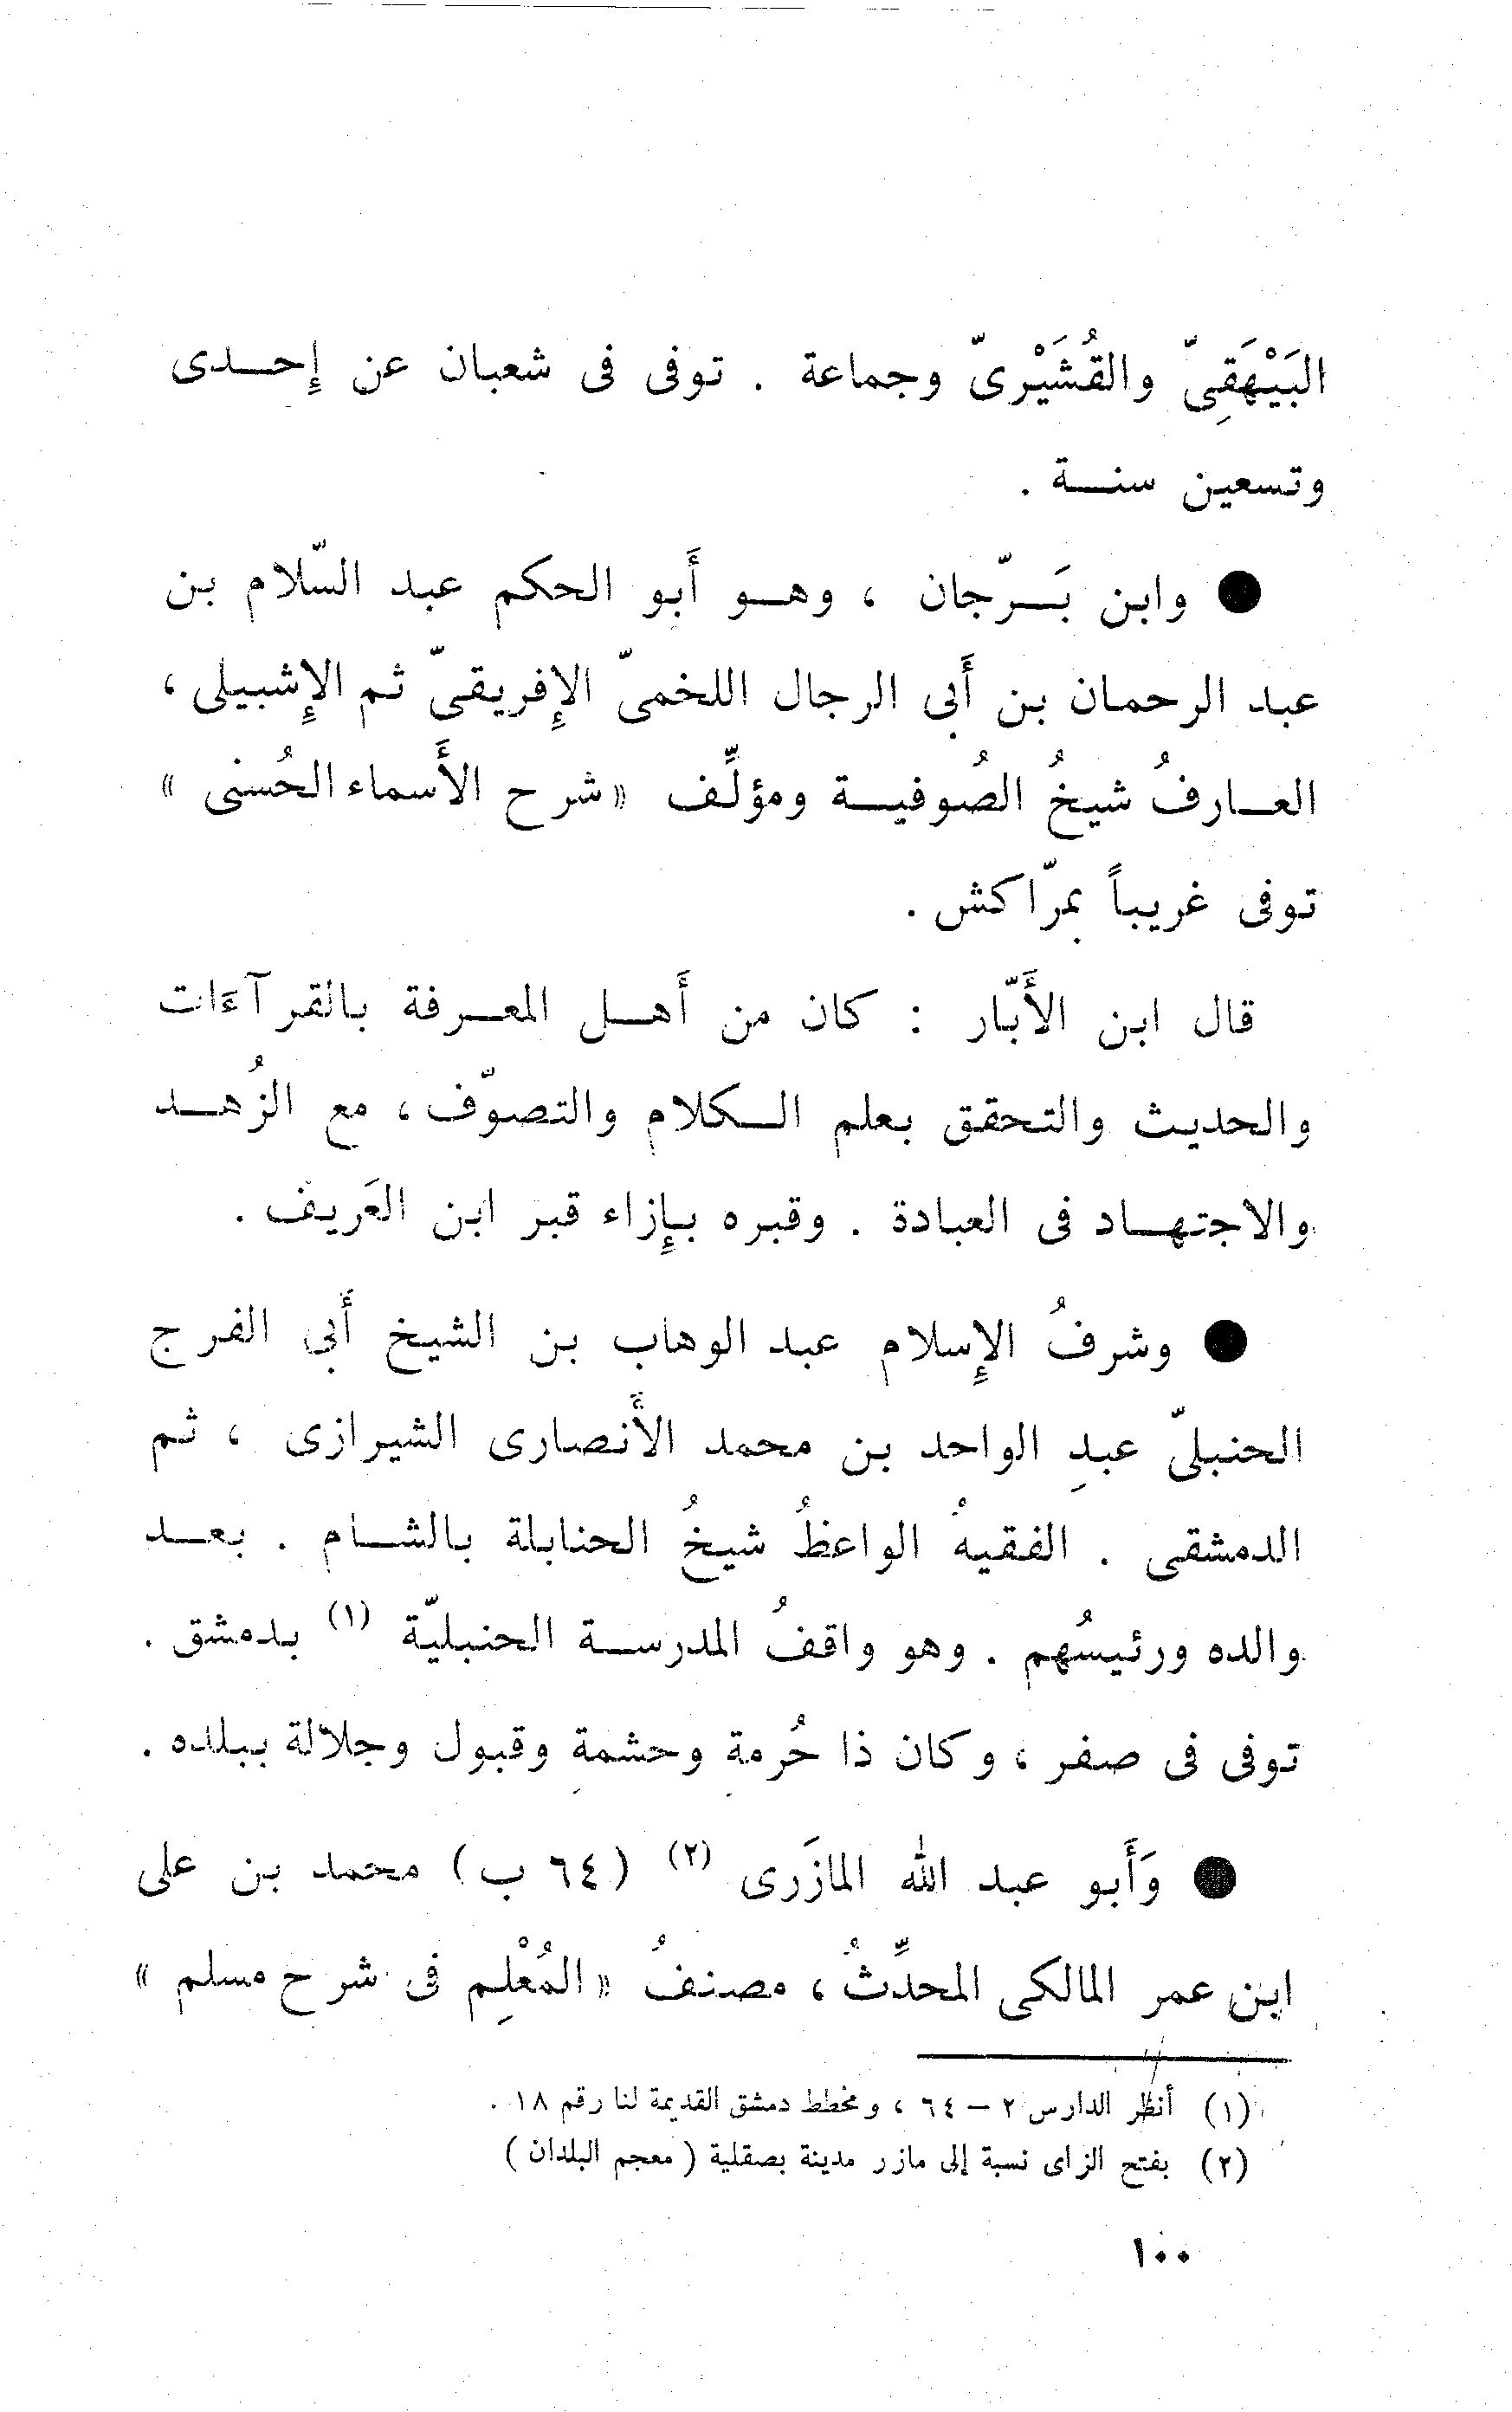 البَيْهَقِىّ والقُشَيْرىّ وجماعة . توفى فى شعبان عن إحدى
وتسعين سنة .
● وابن بَرّجان ، وهو أَبو الحكم عبد السّلام بن
عبد الرحمان بن أَبى الرجال اللخمىّ الإفريقىّ ثم الإشبيلى ،
العارفُ شيخُ الصُوفية ومؤلِّف «شرح الأَسماء الحُسنى »
توفى غريباً بمرّاكش .
قال ابن الأَبّار : كان من أَهل المعرفة بالقرآءَات
والحديث والتحقق بعلم الكلام والتصوّف ، مع الزُهد
والاجتهاد فى العبادة . وقبره بإزاء قبر ابن العَريف .
● وشرفُ الإسلام عبد الوهاب بن الشيخ أَبى الفرج
الحنبلىّ عبدِ الواحد بن محمد الأَنصارى الشيرازى ، ثم
الدمشقى . الفقيهُ الواعظُ شيخُ الحنابلة بالشام . بعد
والده ورئيسُهم . وهو واقفُ المدرسة الحنبليّة (١) بدمشق .
توفى فى صفر ، وكان ذا حُرمة وحشمة وقبول وجلالة ببلده .
● وَأَبو عبد الله المازَرى (٢) (٦٤ ب) محمد بن على
ابن عمر المالكى المحدِّثُ ، مصنفُ «المُعْلِم فى شرح مسلم »
(١) أنظر الدارس ٢ – ٦٤ ، ومخطط دمشق القديمة لنا رقم ١٨ .
(٢) بفتح الزاى نسبة إلى مازر مدينة بصقلية ( معجم البلدان )
١٠٠